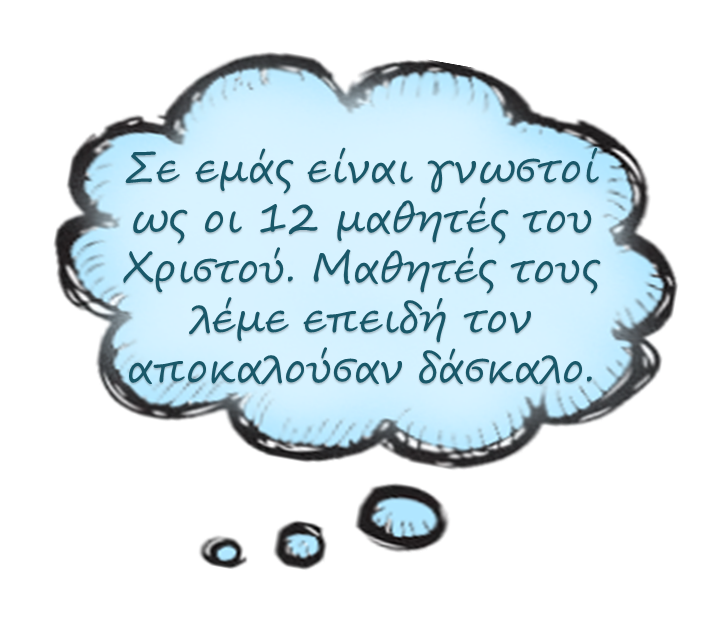 Σε εμάς είναι γνωστοί
ως οι 12 μαθητές του
Χριστού. Μαθητές τους
λέμε επειδή τον
αποκαλούσαν δάσκαλο.